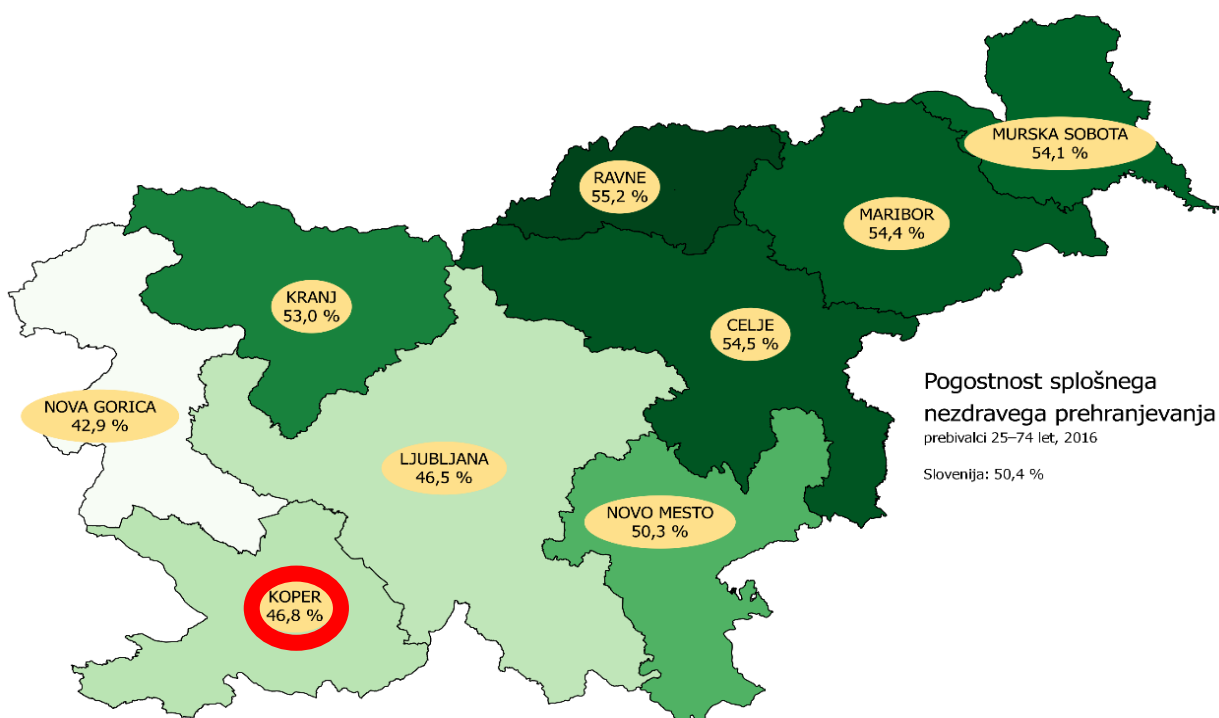 MURSKA SOBOTA
54,1 %
RAVNE
55,2 %
MARIBOR
54,4 %
KRANJ
53,0 %
CELJE
54,5 %
Pogostnost splošnega
nezdravega prehranjevanja
prebivalci 25–74 let, 2016
Slovenija: 50,4 %
NOVA GORICA
42,9 %
LJUBLJANA
46,5 %
NOVO MESTO
50,3 %
KOPER
46,8 %